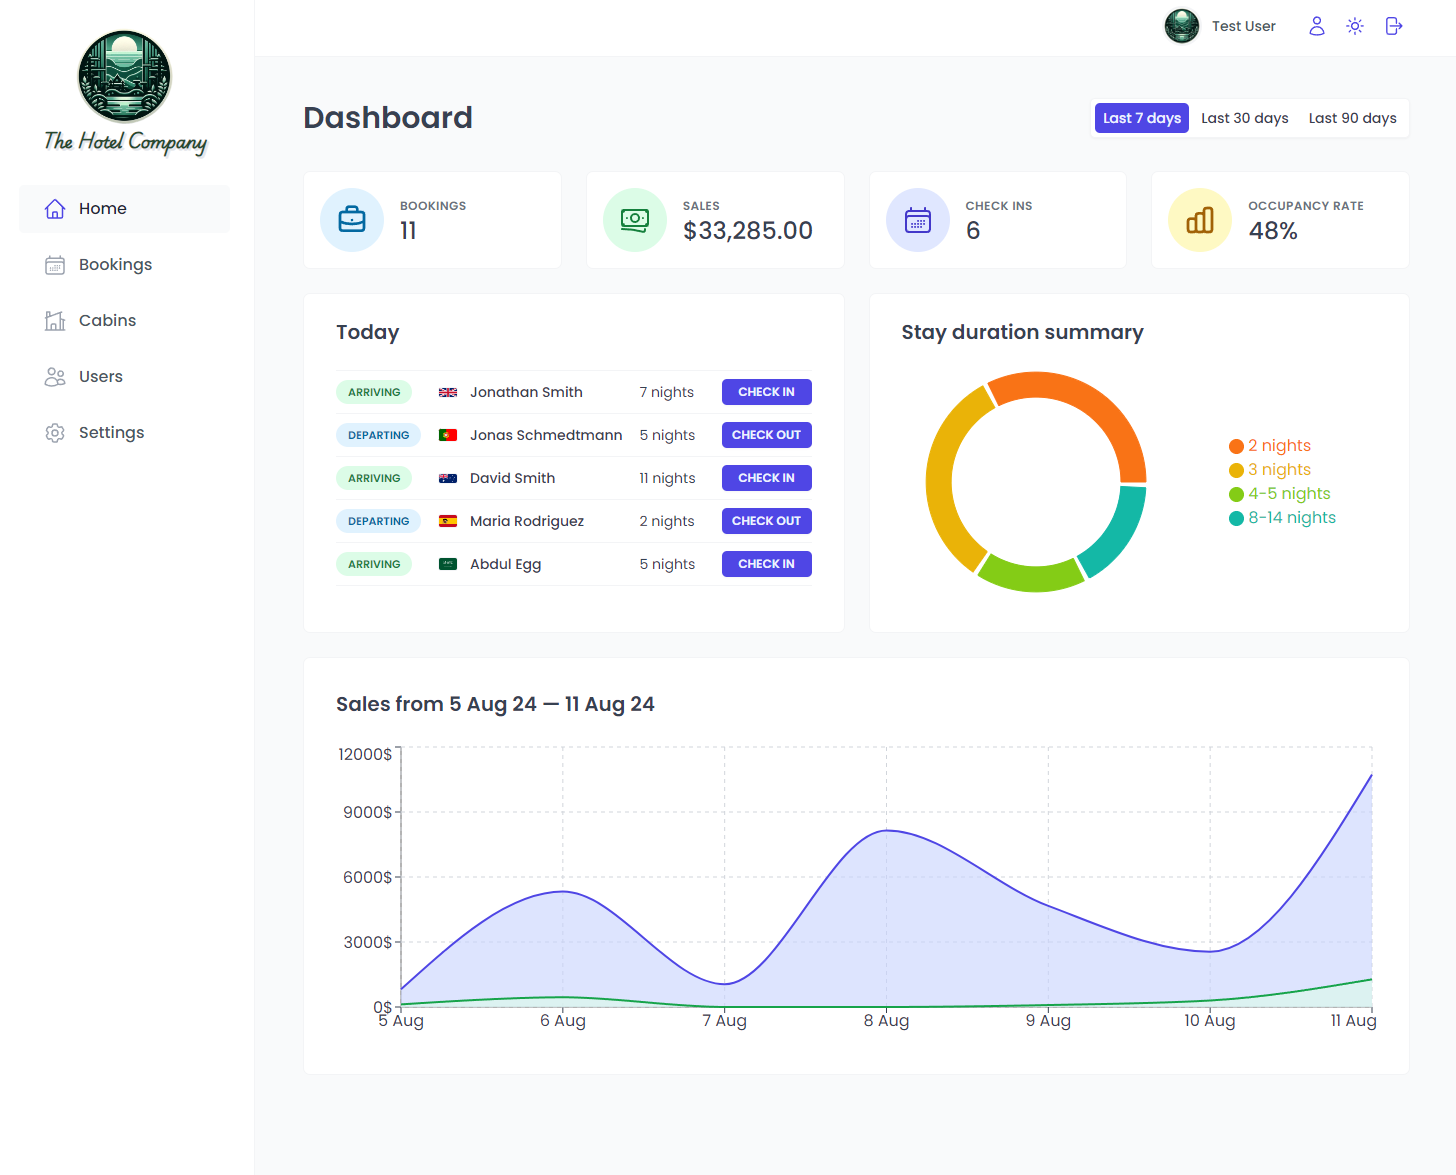 The Hotel Company
Home
Bookings
Cabins
Users
Settings
Test User
Dashboard
Last 7 days Last 30 days Last 90 days
BOOKINGS
11
SALES
$33,285.00
CHECK INS
6
OCCUPANCY RATE
48%
Today
ARRIVING Jonathan Smith 7 nights CHECK IN
DEPARTING Jonas Schmedtmann 5 nights CHECK OUT
ARRIVING David Smith 11 nights CHECK IN
DEPARTING Maria Rodriguez 2 nights CHECK OUT
ARRIVING Abdul Egg 5 nights CHECK IN
Stay duration summary
2 nights
3 nights
4-5 nights
8-14 nights
Sales from 5 Aug 24 — 11 Aug 24
12000$
9000$
6000$
3000$
0$
5 Aug 6 Aug 7 Aug 8 Aug 9 Aug 10 Aug 11 Aug